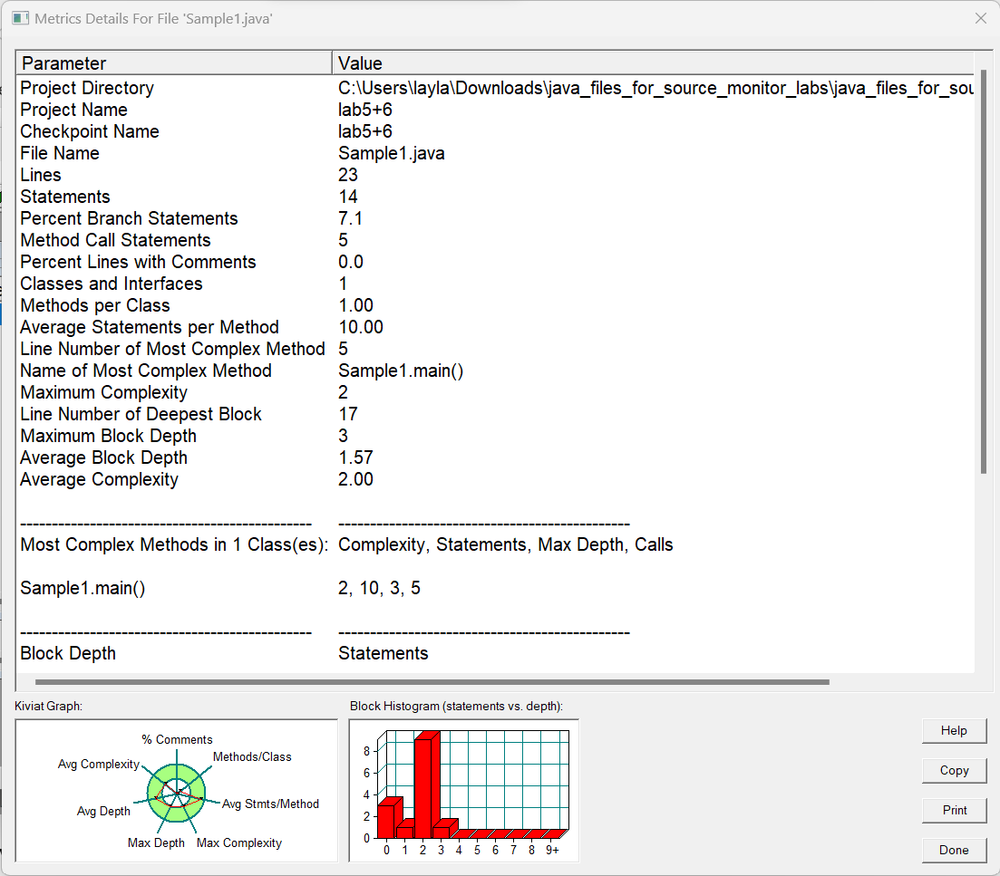 Metrics Details For File 'Sample1.java'
Parameter Value
Project Directory C:\Users\layla\Downloads\java_files_for_source_monitor_labs\java_files_for_sou
Project Name lab5+6
Checkpoint Name lab5+6
File Name Sample1.java
Lines 23
Statements 14
Percent Branch Statements 7.1
Method Call Statements 5
Percent Lines with Comments 0.0
Classes and Interfaces 1
Methods per Class 1.00
Average Statements per Method 10.00
Line Number of Most Complex Method 5
Name of Most Complex Method Sample1.main()
Maximum Complexity 2
Line Number of Deepest Block 17
Maximum Block Depth 3
Average Block Depth 1.57
Average Complexity 2.00
---------------------------------------------- ----------------------------------------------
Most Complex Methods in 1 Class(es): Complexity, Statements, Max Depth, Calls
Sample1.main() 2, 10, 3, 5
---------------------------------------------- ----------------------------------------------
Block Depth Statements
Kiviat Graph:
% Comments
Methods/Class
Avg Complexity
Avg Stmts/Method
Avg Depth
Max Depth
Max Complexity
Block Histogram (statements vs. depth):
8
6
4
2
0
0 1 2 3 4 5 6 7 8 9+
Help
Copy
Print
Done